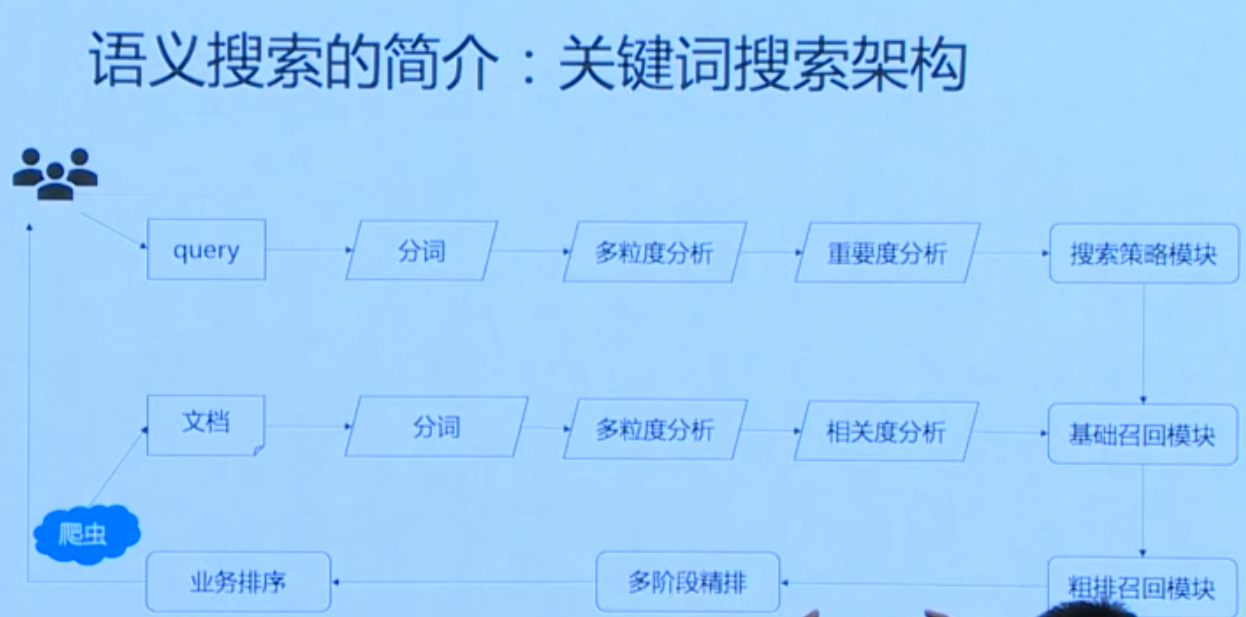 语义搜索的简介：关键词搜索架构
query
分词
多粒度分析
重要度分析
搜索策略模块
文档
分词
多粒度分析
相关度分析
基础召回模块
爬虫
业务排序
多阶段精排
粗排召回模块